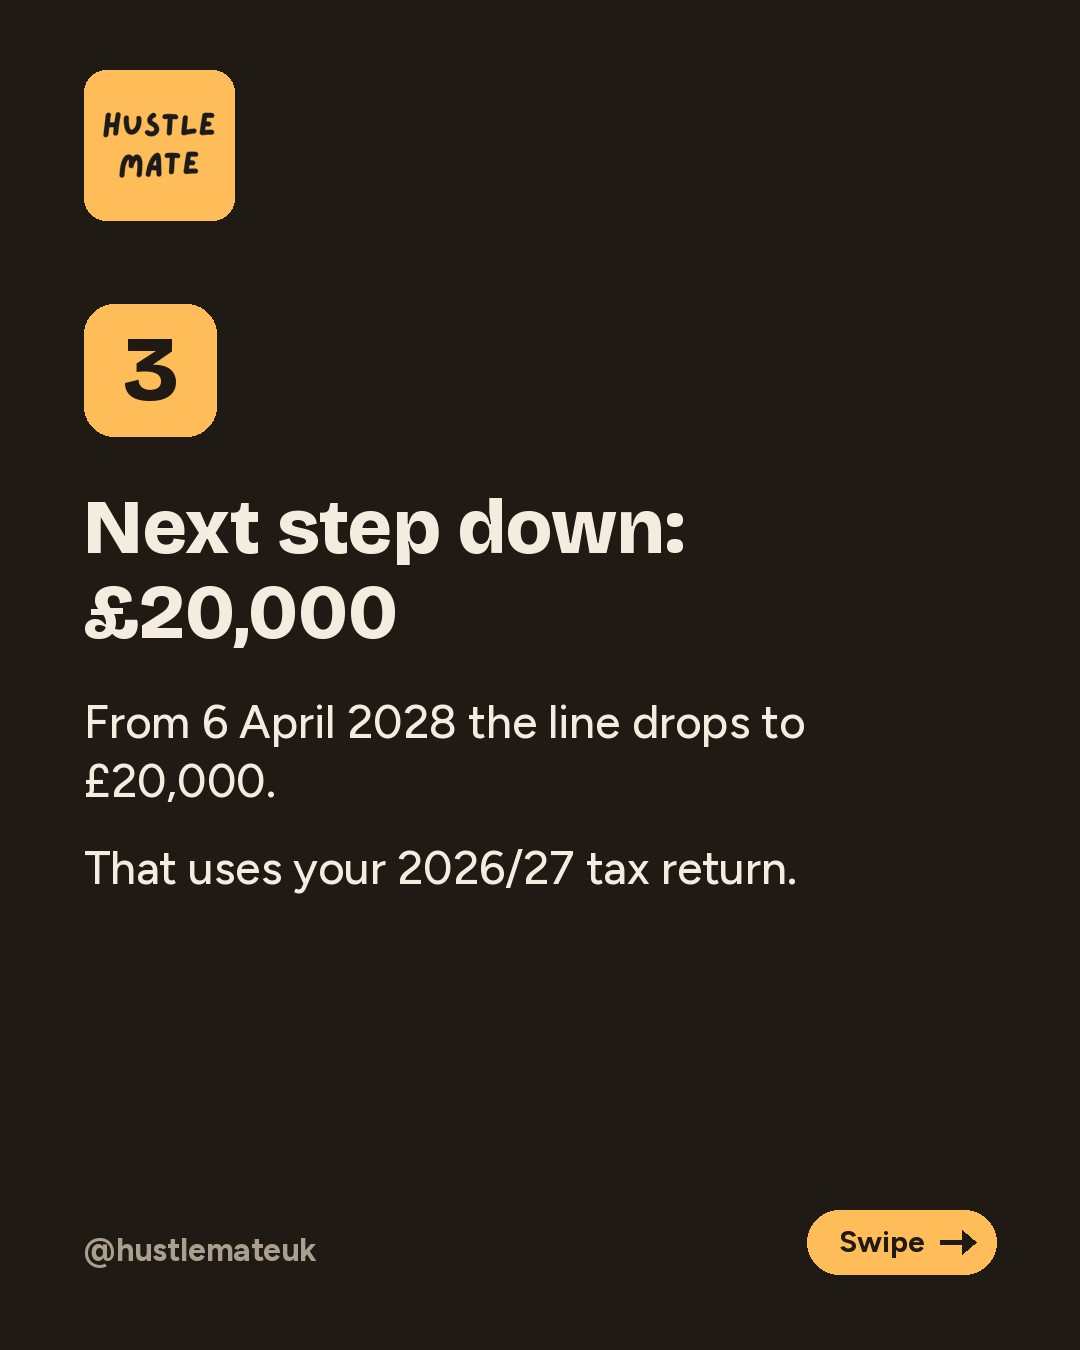 HUSTLE
MATE
3
Next step down:
£20,000
From 6 April 2028 the line drops to
£20,000.
That uses your 2026/27 tax return.
@hustlemateuk
Swipe